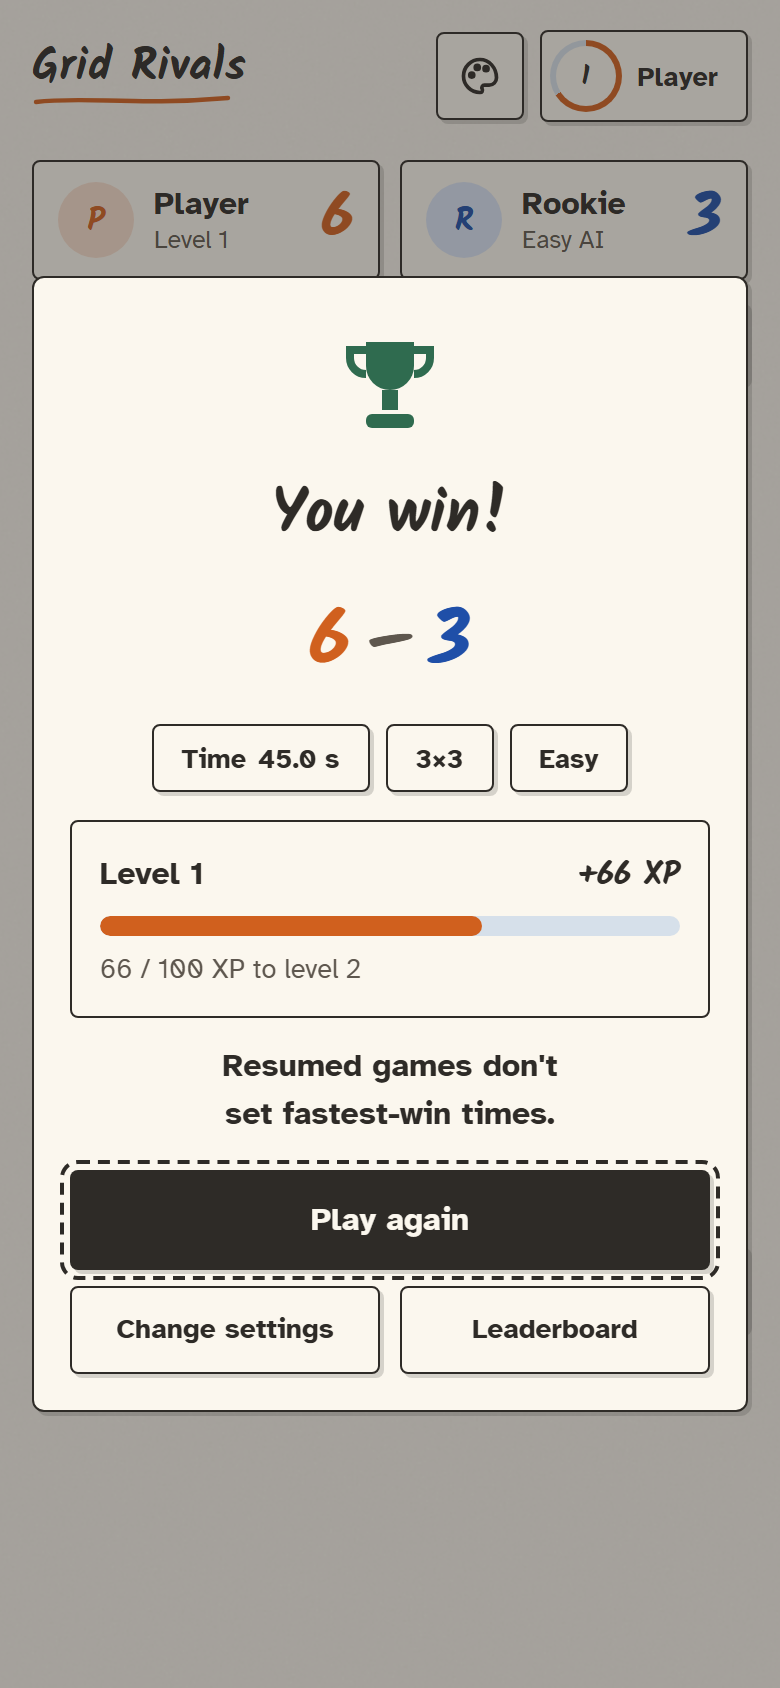 Grid Rivals
1 Player
P Player 6
Level 1
R Rookie 3
Easy AI
You win!
6 – 3
Time 45.0 s
3×3
Easy
Level 1 +66 XP
66 / 100 XP to level 2
Resumed games don't
set fastest-win times.
Play again
Change settings
Leaderboard